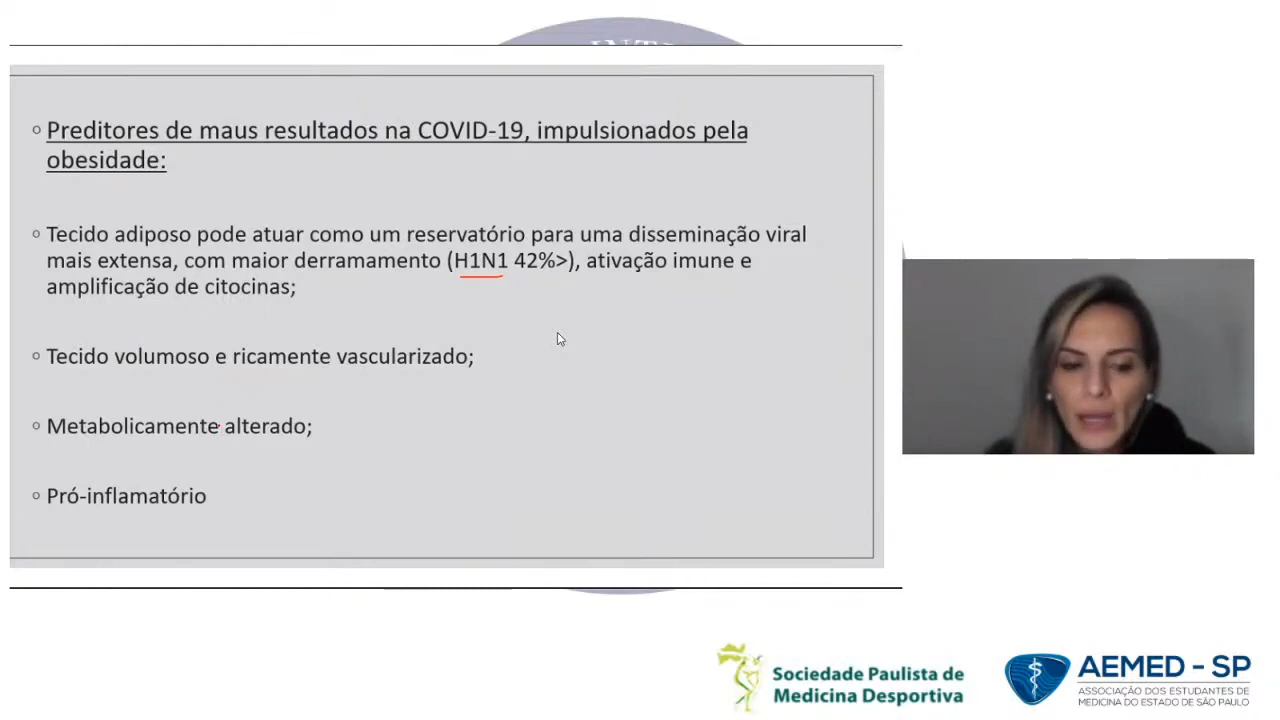 Preditores de maus resultados na COVID-19, impulsionados pela
obesidade:
Tecido adiposo pode atuar como um reservatório para uma disseminação viral
mais extensa, com maior derramamento (H1N1 42%>), ativação imune e
amplificação de citocinas;
Tecido volumoso e ricamente vascularizado;
Metabolicamente alterado;
Pró-inflamatório
Sociedade Paulista de
Medicina Desportiva
AEMED - SP
ASSOCIAÇÃO DOS ESTUDANTES DE
MEDICINA DO ESTADO DE SÃO PAULO